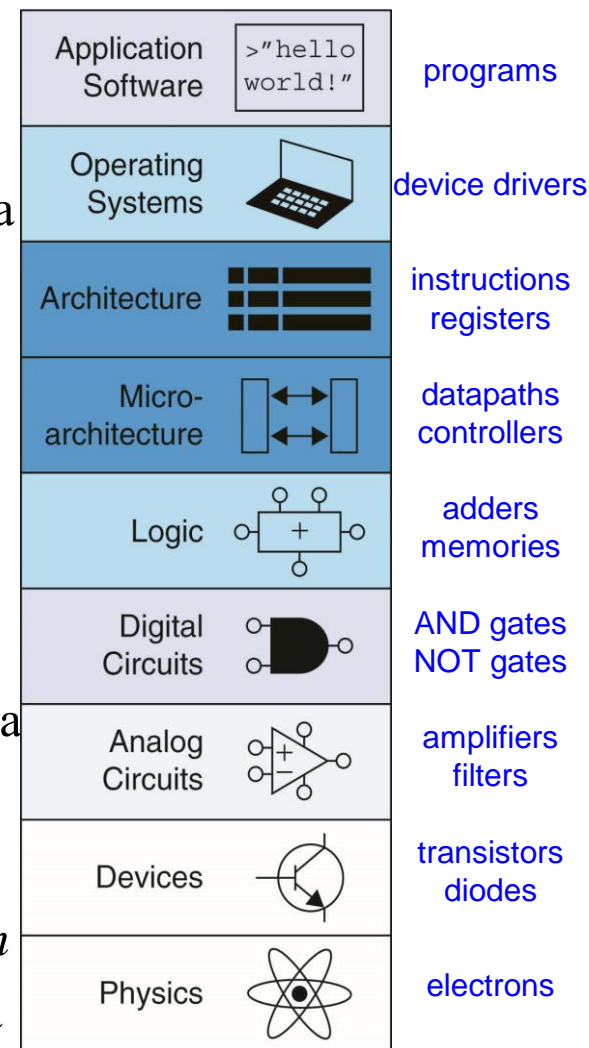 Application
Software
>"hello
world!"
programs
Operating
Systems
device drivers
a
Architecture
instructions
registers
Micro-
architecture
datapaths
controllers
Logic
+
adders
memories
Digital
Circuits
AND gates
NOT gates
a
Analog
Circuits
+
−
amplifiers
filters
Devices
transistors
diodes
n
Physics
electrons